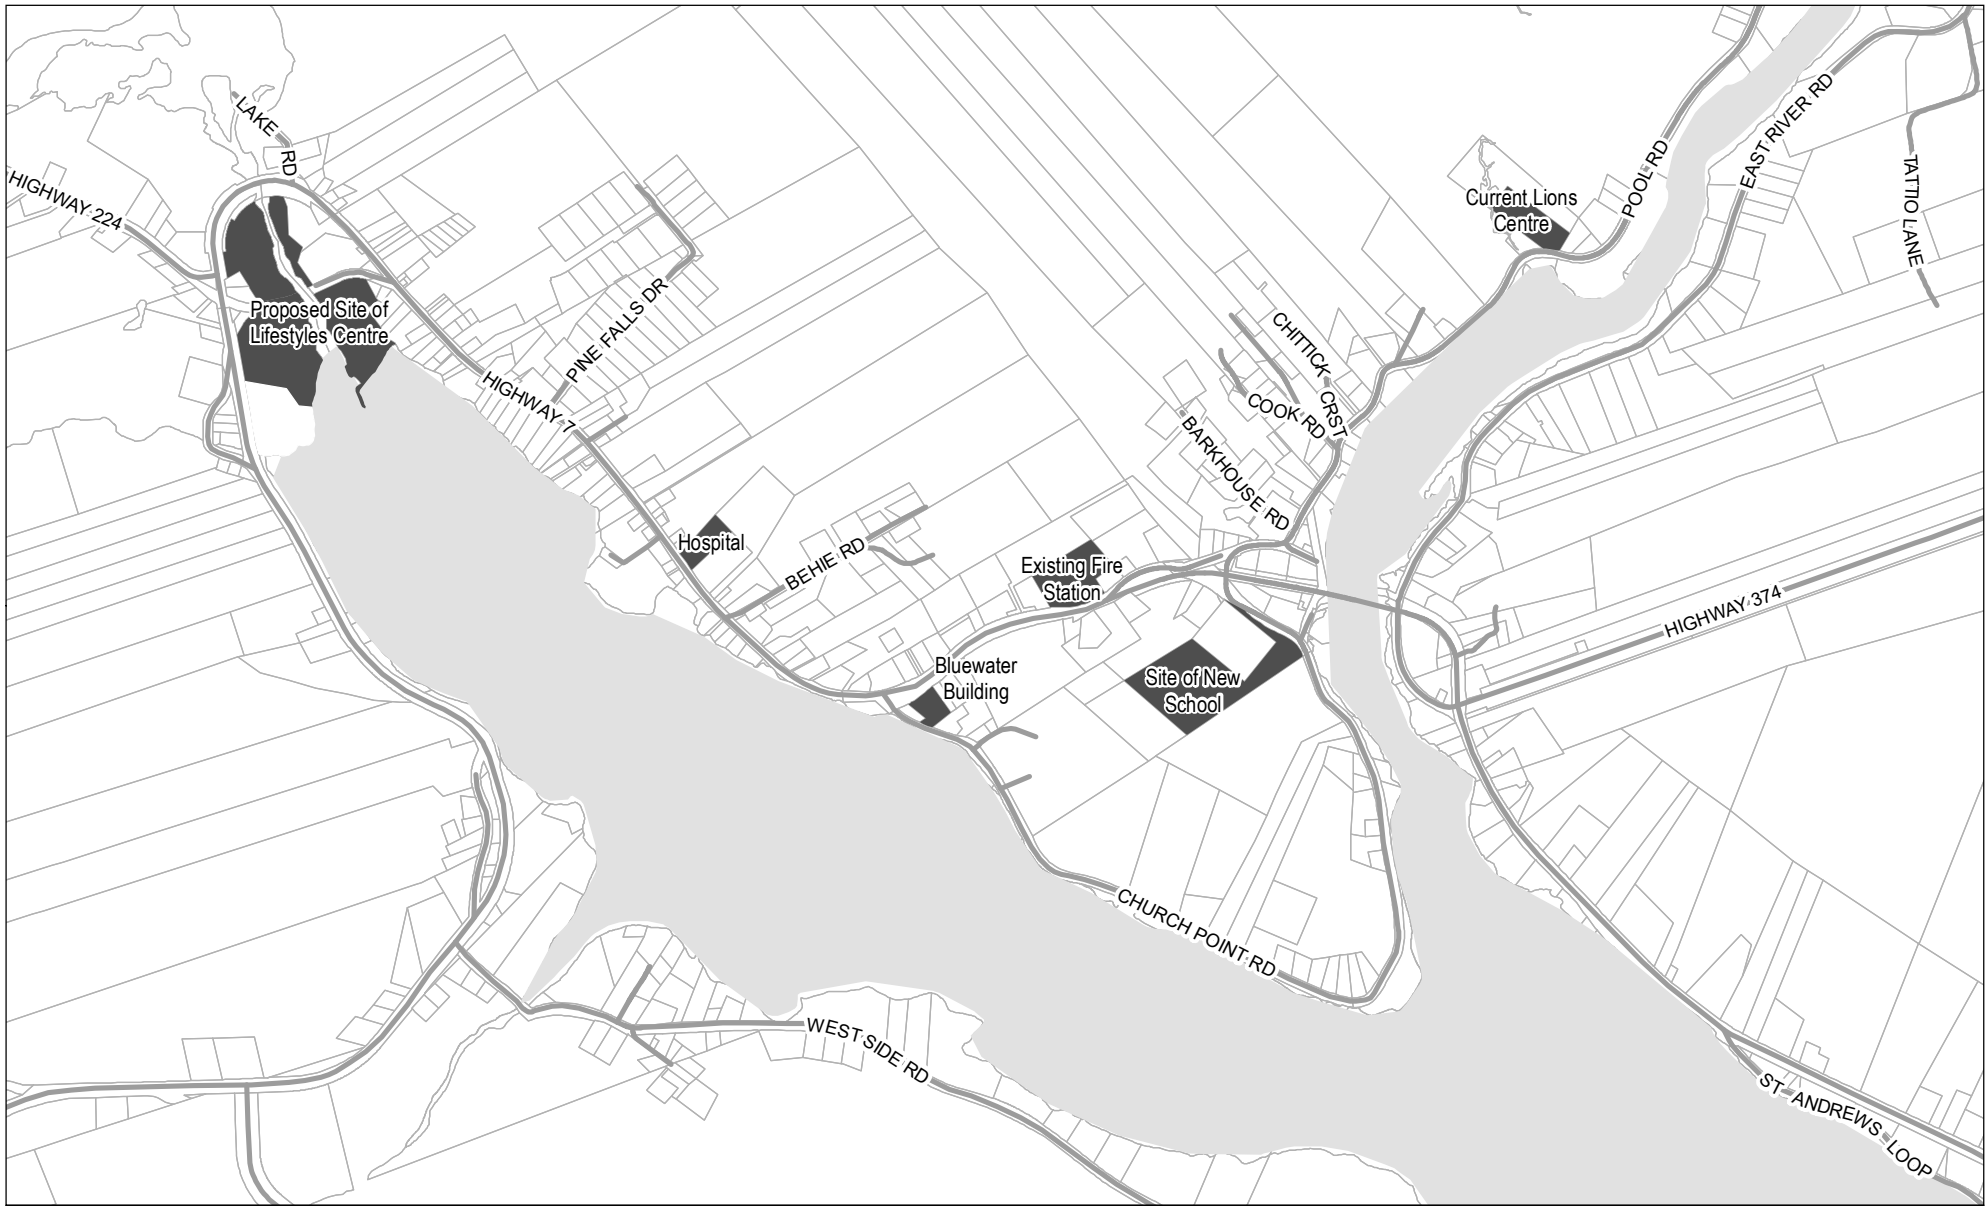 LAKE RD
HIGHWAY 224
Proposed Site of
Lifestyles Centre
PINE FALLS DR
HIGHWAY 7
Hospital
BEHIE RD
Existing Fire
Station
Bluewater
Building
Site of New
School
BARKHOUSE RD
COOK RD
CHITTICK CRST
Current Lions
Centre
POOL RD
EAST RIVER RD
TATTIO LANE
HIGHWAY 374
CHURCH POINT RD
WEST SIDE RD
ST ANDREWS LOOP